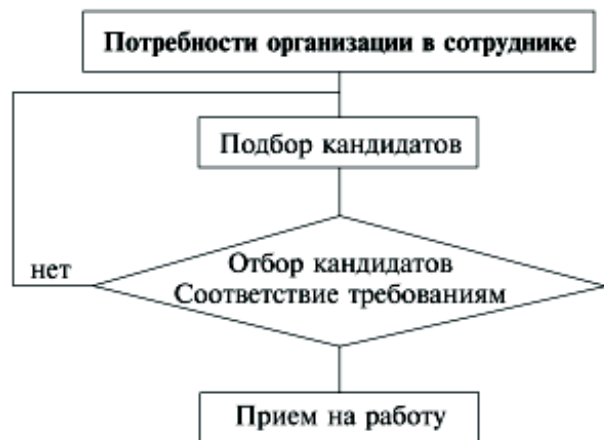 Потребности организации в сотруднике
Подбор кандидатов
нет
Отбор кандидатов
Соответствие требованиям
Прием на работу